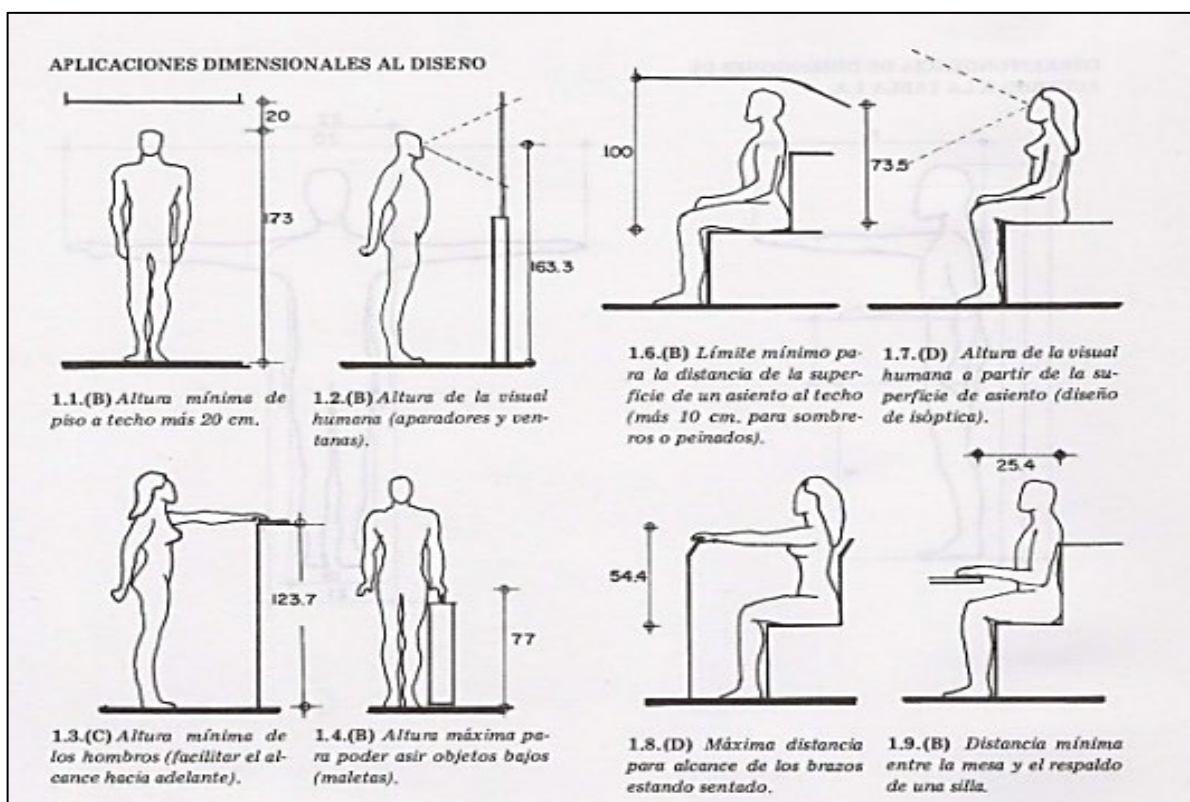 APLICACIONES DIMENSIONALES AL DISEÑO
20
173
163.3
1.1.(B) Altura mínima de
piso a techo más 20 cm.
1.2.(B) Altura de la visual
humana (aparadores y ven-
tanas).
100
73.5
1.6.(B) Límite mínimo pa-
ra la distancia de la super-
ficie de un asiento al techo
(más 10 cm. para sombre-
ros o peinados).
1.7.(D) Altura de la visual
humana a partir de la su-
perficie de asiento (diseño
de isóptica).
123.7
77
1.3.(C) Altura mínima de
los hombros (facilitar el al-
cance hacia adelante).
1.4.(B) Altura máxima pa-
ra poder asir objetos bajos
(maletas).
54.4
25.4
1.8.(D) Máxima distancia
para alcance de los brazos
estando sentado.
1.9.(B) Distancia mínima
entre la mesa y el respaldo
de una silla.